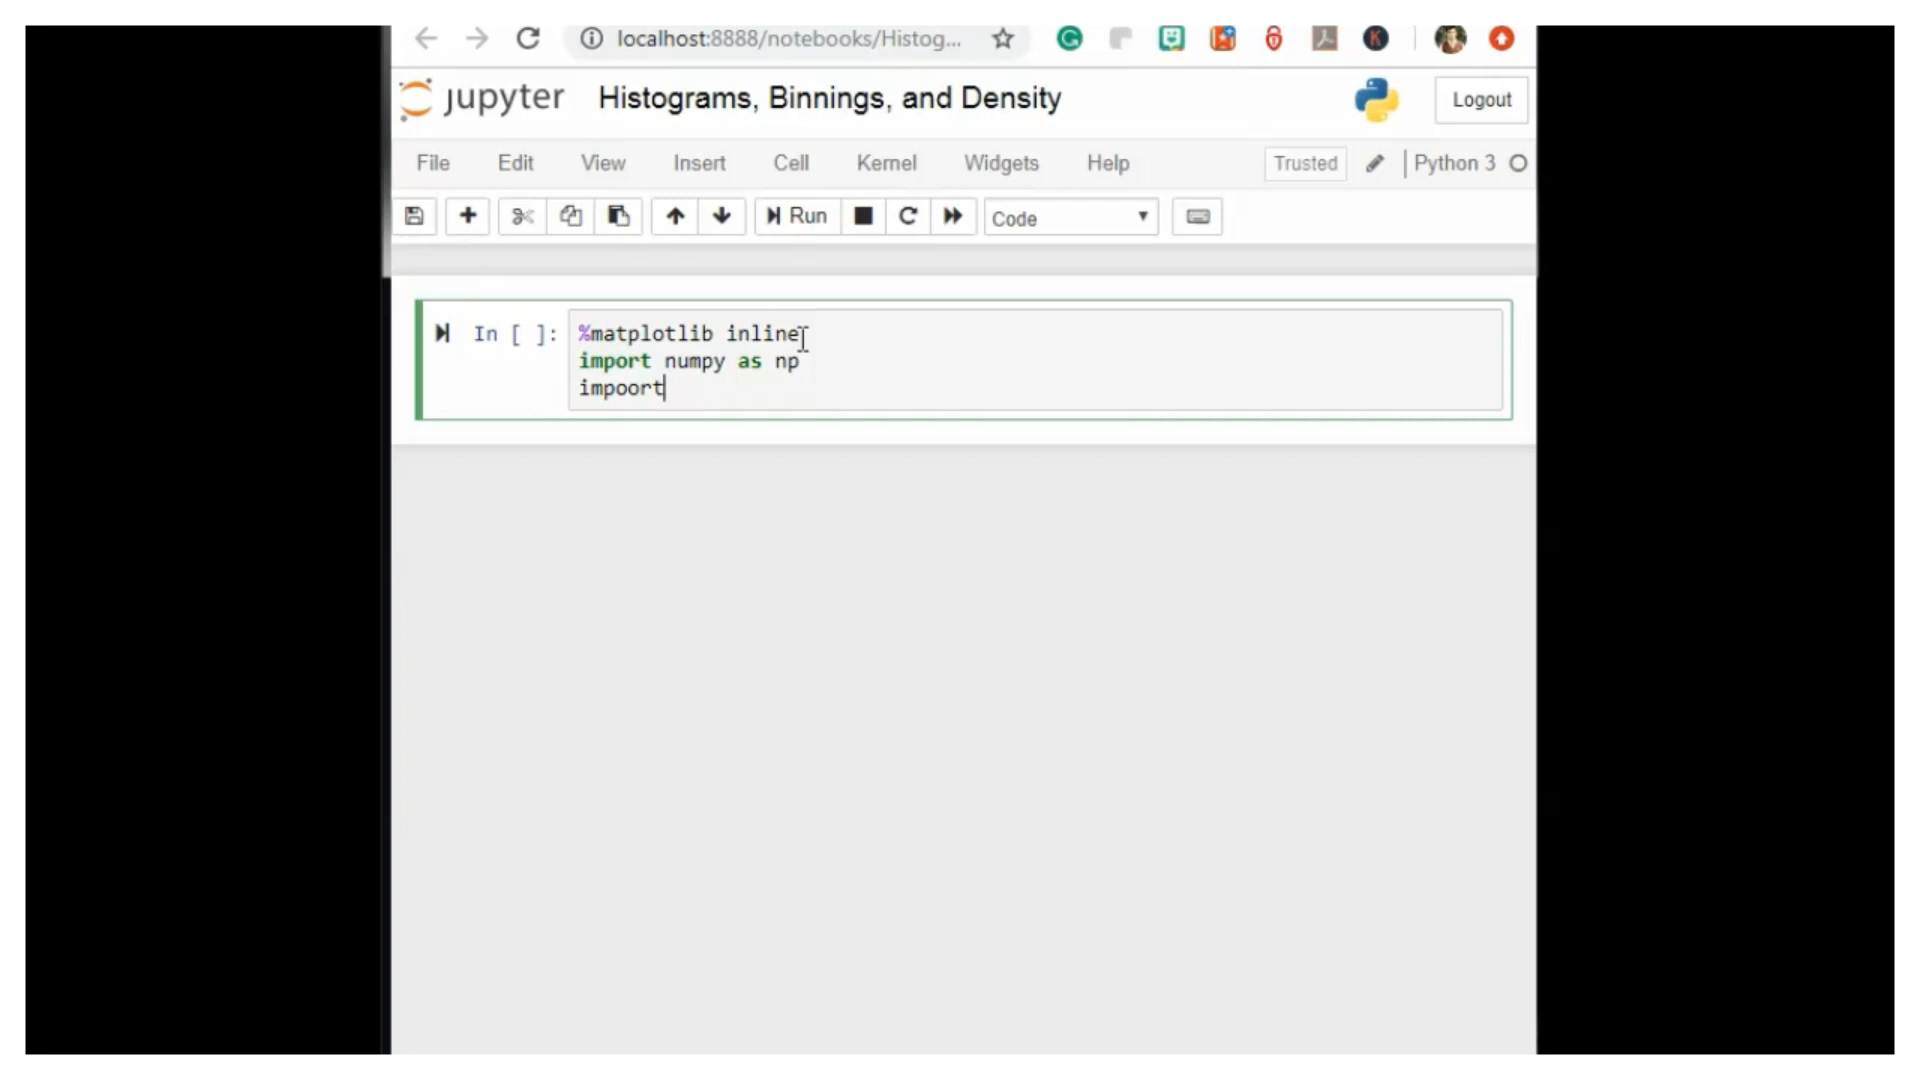 localhost:8888/notebooks/Histog...
jupyter Histograms, Binnings, and Density Logout
File Edit View Insert Cell Kernel Widgets Help Trusted Python 3
Run Code
In [ ]: %matplotlib inline
import numpy as np
impoort